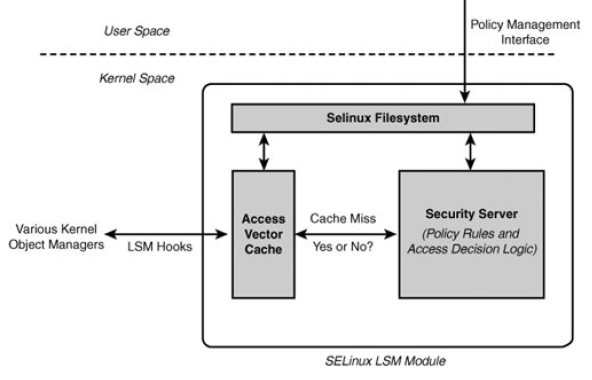 User Space
Policy Management
Interface
Kernel Space
Selinux Filesystem
Access
Vector
Cache
Cache Miss
Yes or No?
Security Server
(Policy Rules and
Access Decision Logic)
Various Kernel
Object Managers
LSM Hooks
SELinux LSM Module